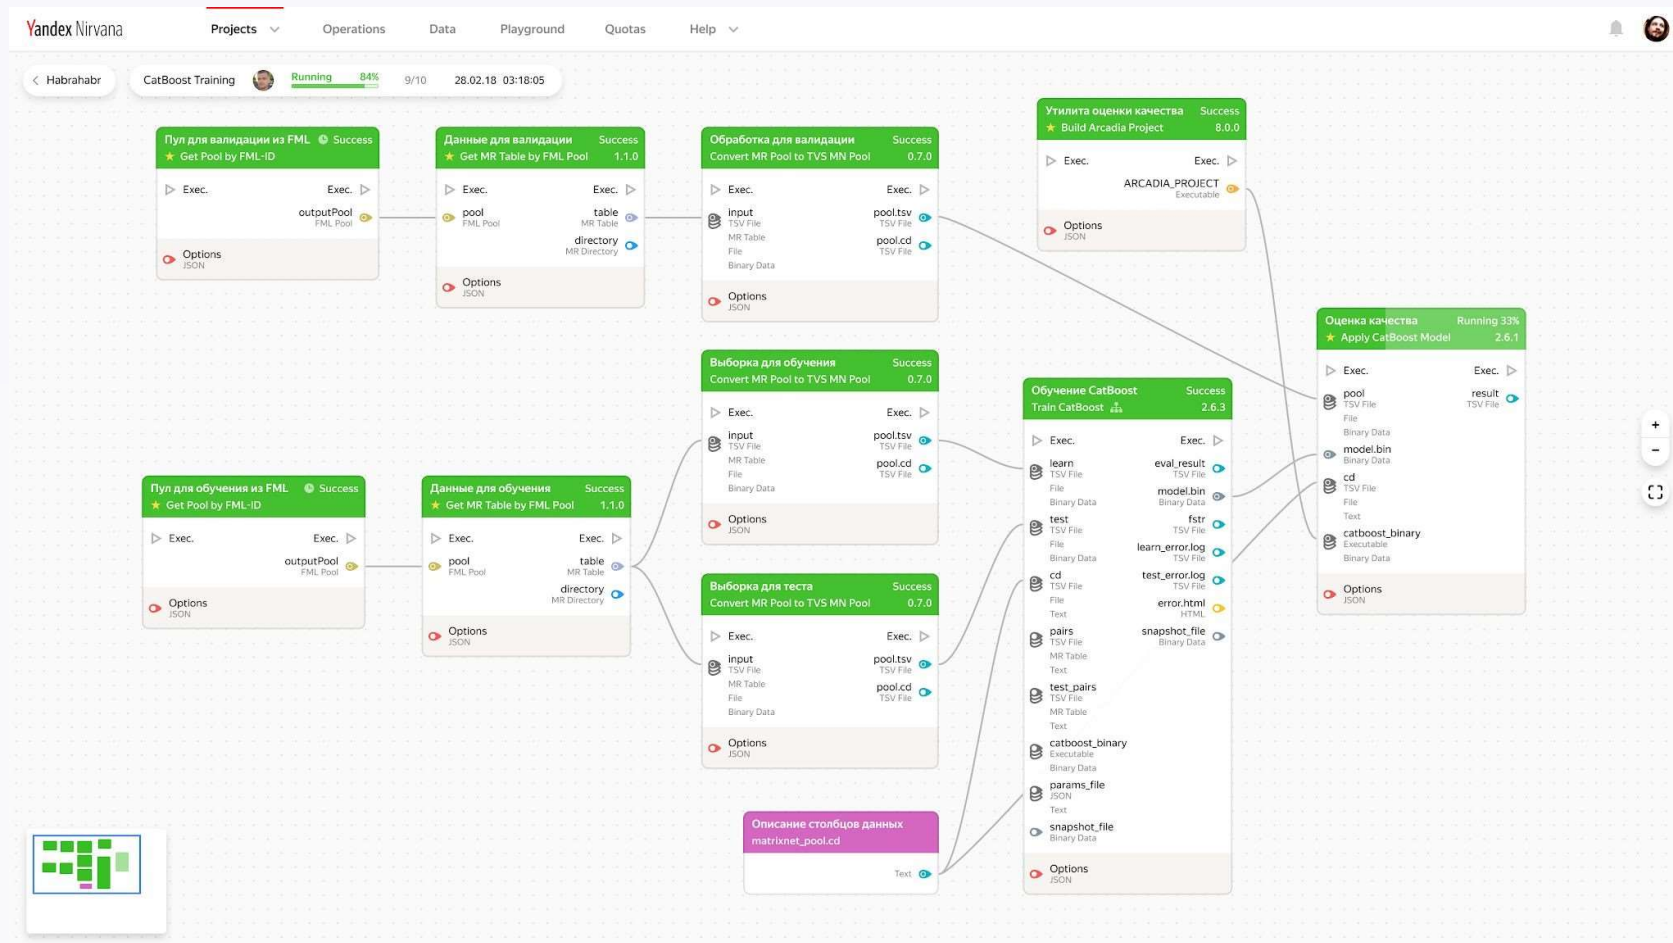 Yandex Nirvana
Projects
Operations
Data
Playground
Quotas
Help
Habrahabr
CatBoost Training
Running 84%
9/10
28.02.18 03:18:05
Пул для валидации из FML Success
Get Pool by FML-ID
Exec. Exec.
outputPool
FML Pool
Options
JSON
Данные для валидации Success
Get MR Table by FML Pool 1.1.0
Exec. Exec.
pool table
FML Pool MR Table
directory
MR Directory
Options
JSON
Обработка для валидации Success
Convert MR Pool to TVS MN Pool 0.7.0
Exec. Exec.
input pool.tsv
TSV File TSV File
MR Table pool.cd
File TSV File
Binary Data
Options
JSON
Утилита оценки качества Success
Build Arcadia Project 8.0.0
Exec. Exec.
ARCADIA_PROJECT
Executable
Options
JSON
Оценка качества Running 33%
Apply CatBoost Model 2.6.1
Exec. Exec.
pool result
TSV File TSV File
File
Binary Data
model.bin
Binary Data
cd
TSV File
File
Text
catboost_binary
Executable
Binary Data
Options
JSON
Выборка для обучения Success
Convert MR Pool to TVS MN Pool 0.7.0
Exec. Exec.
input pool.tsv
TSV File TSV File
MR Table pool.cd
File TSV File
Binary Data
Options
JSON
Обучение CatBoost Success
Train CatBoost 2.6.3
Exec. Exec.
learn eval_result
TSV File TSV File
File model.bin
Binary Data Binary Data
test fstr
TSV File TSV File
File learn_error.log
Binary Data TSV File
cd test_error.log
TSV File TSV File
File error.html
Text HTML
pairs snapshot_file
TSV File Binary Data
MR Table
Text
test_pairs
TSV File
MR Table
Text
catboost_binary
Executable
Binary Data
params_file
JSON
Text
snapshot_file
Binary Data
Options
JSON
Пул для обучения из FML Success
Get Pool by FML-ID
Exec. Exec.
outputPool
FML Pool
Options
JSON
Данные для обучения Success
Get MR Table by FML Pool 1.1.0
Exec. Exec.
pool table
FML Pool MR Table
directory
MR Directory
Options
JSON
Выборка для теста Success
Convert MR Pool to TVS MN Pool 0.7.0
Exec. Exec.
input pool.tsv
TSV File TSV File
MR Table pool.cd
File TSV File
Binary Data
Options
JSON
Описание столбцов данных
matrixnet_pool.cd
Text